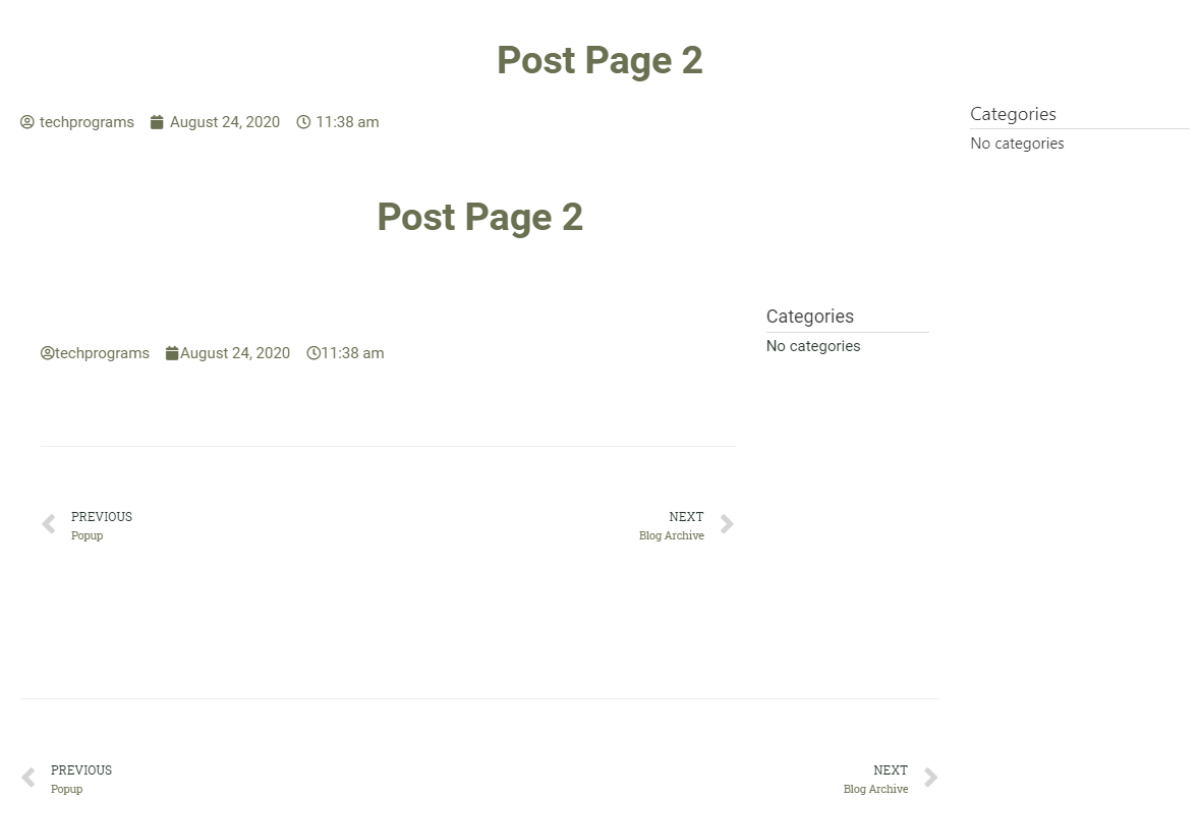 Post Page 2
techprograms August 24, 2020 11:38 am
Categories
No categories
Post Page 2
Categories
No categories
techprograms August 24, 2020 11:38 am
PREVIOUS NEXT
Popup Blog Archive
PREVIOUS NEXT
Popup Blog Archive